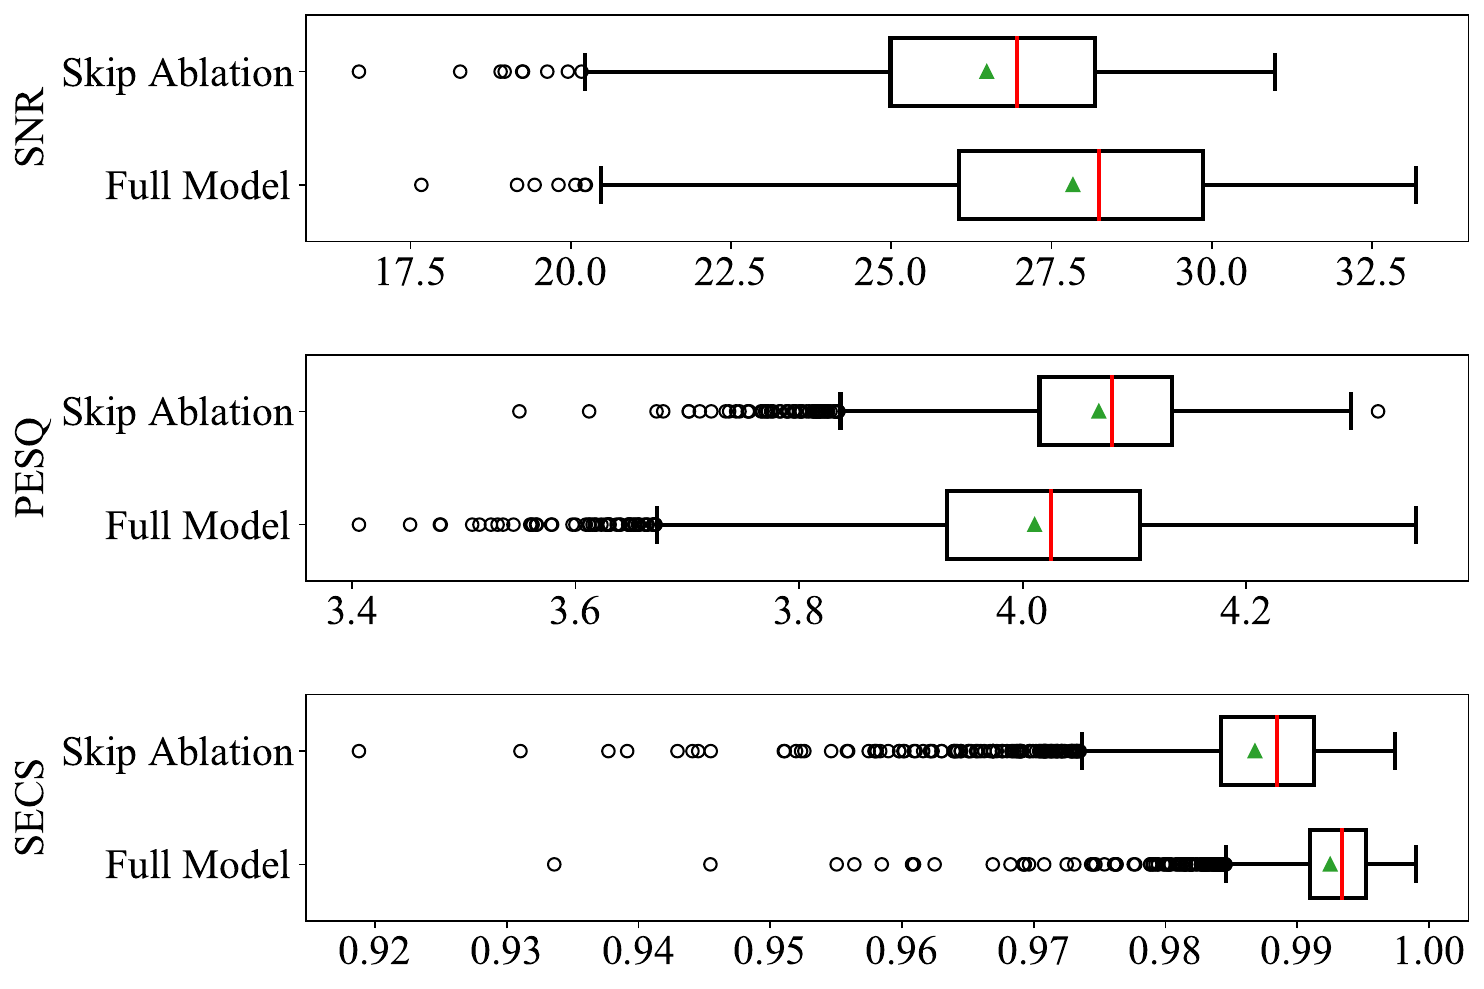 SNR
Skip Ablation
Full Model
17.5 20.0 22.5 25.0 27.5 30.0 32.5
PESQ
Skip Ablation
Full Model
3.4 3.6 3.8 4.0 4.2
SECS
Skip Ablation
Full Model
0.92 0.93 0.94 0.95 0.96 0.97 0.98 0.99 1.00